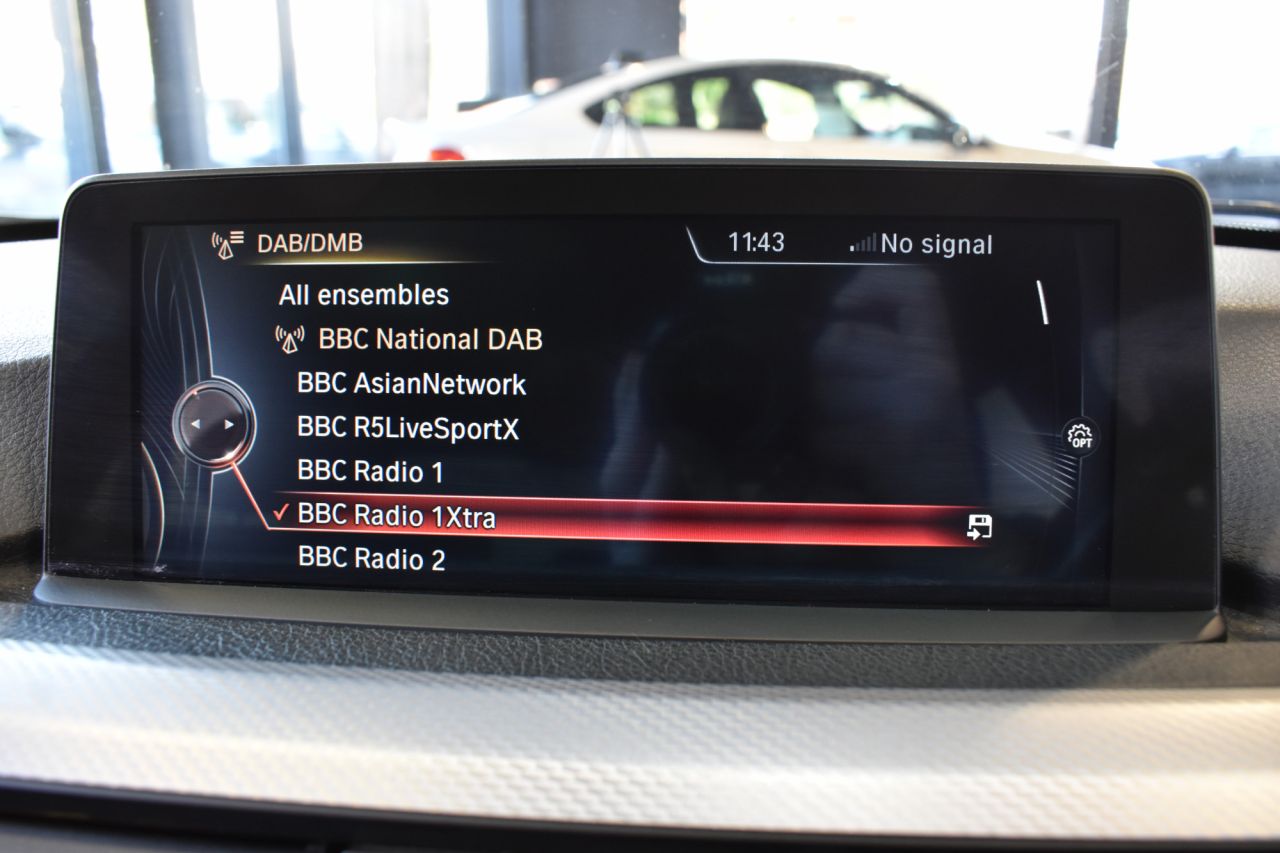 DAB/DMB
11:43 No signal
All ensembles
BBC National DAB
BBC AsianNetwork
BBC R5LiveSportX
BBC Radio 1
BBC Radio 1Xtra
BBC Radio 2
OPT